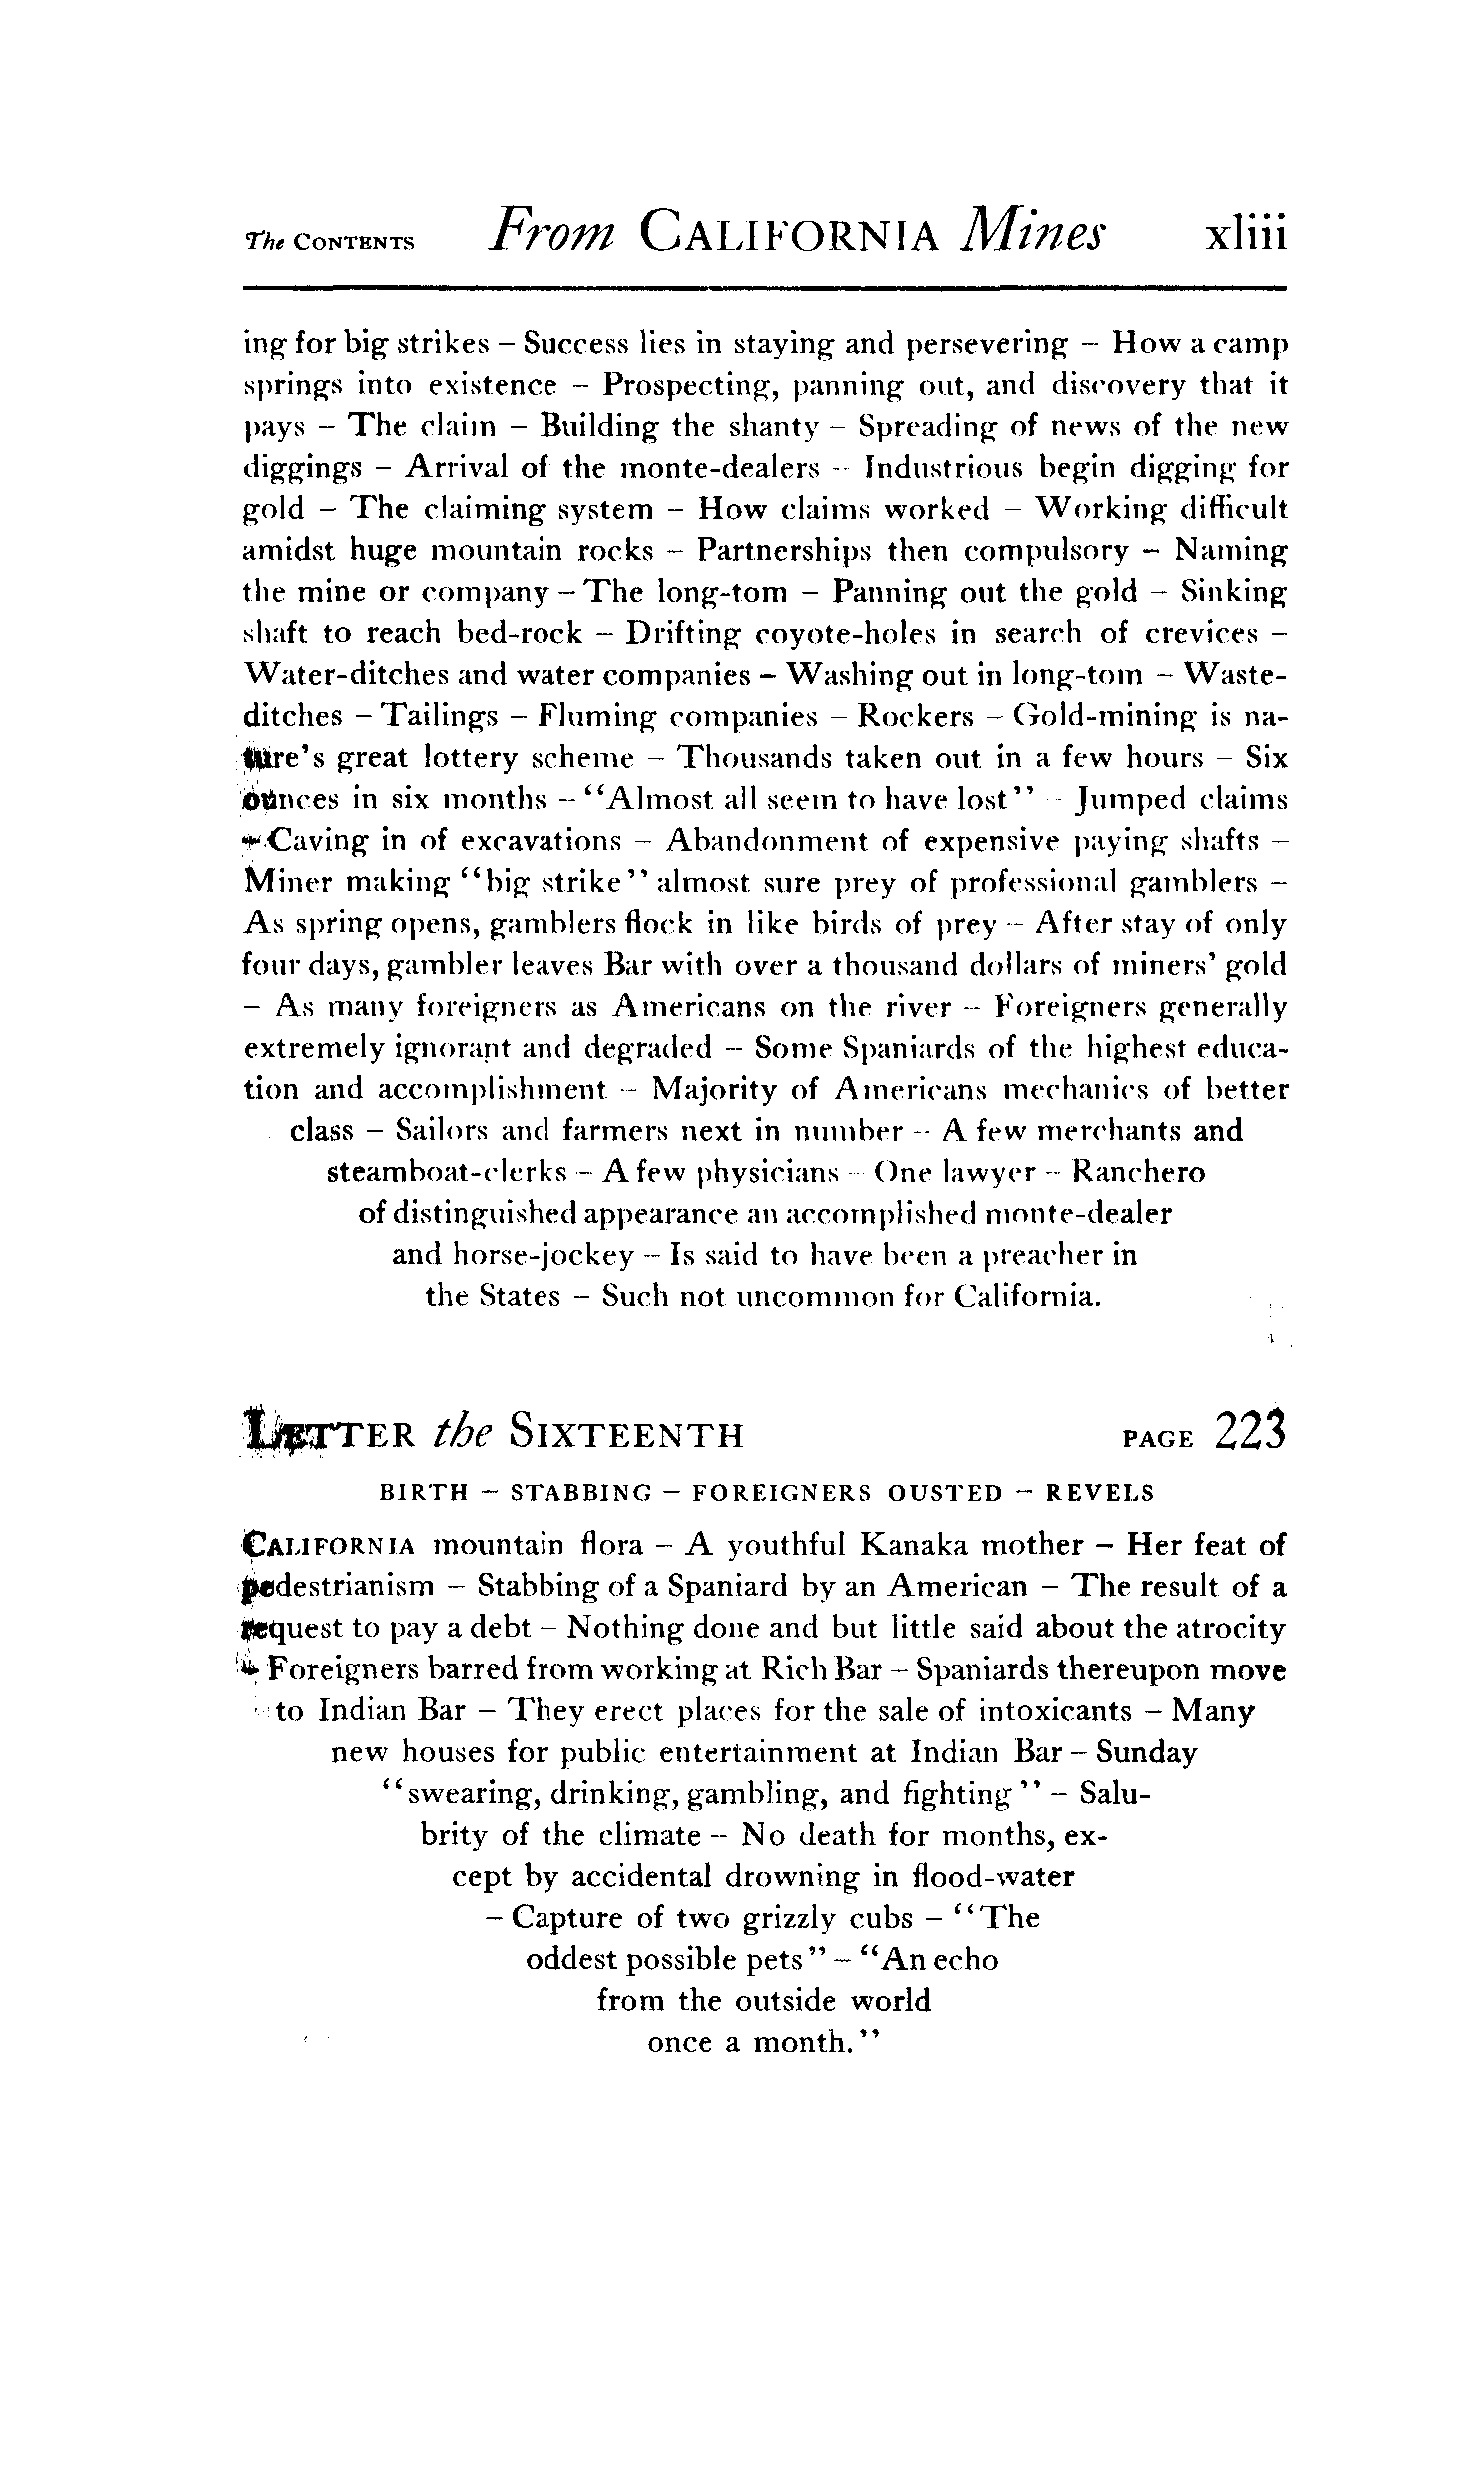 The CONTENTS From CALIFORNIA Mines xliii
ing for big strikes – Success lies in staying and persevering – How a camp
springs into existence – Prospecting, panning out, and discovery that it
pays – The claim – Building the shanty – Spreading of news of the new
diggings – Arrival of the monte-dealers – Industrious begin digging for
gold – The claiming system – How claims worked – Working difficult
amidst huge mountain rocks – Partnerships then compulsory – Naming
the mine or company – The long-tom – Panning out the gold – Sinking
shaft to reach bed-rock – Drifting coyote-holes in search of crevices –
Water-ditches and water companies – Washing out in long-tom – Waste-
ditches – Tailings – Fluming companies – Rockers – Gold-mining is na-
ture's great lottery scheme – Thousands taken out in a few hours – Six
ounces in six months – "Almost all seem to have lost" – Jumped claims
– Caving in of excavations – Abandonment of expensive paying shafts –
Miner making "big strike" almost sure prey of professional gamblers –
As spring opens, gamblers flock in like birds of prey – After stay of only
four days, gambler leaves Bar with over a thousand dollars of miners' gold
– As many foreigners as Americans on the river – Foreigners generally
extremely ignorant and degraded – Some Spaniards of the highest educa-
tion and accomplishment – Majority of Americans mechanics of better
class – Sailors and farmers next in number – A few merchants and
steamboat-clerks – A few physicians – One lawyer – Ranchero
of distinguished appearance an accomplished monte-dealer
and horse-jockey – Is said to have been a preacher in
the States – Such not uncommon for California.
LETTER the SIXTEENTH PAGE 223
BIRTH – STABBING – FOREIGNERS OUSTED – REVELS
CALIFORNIA mountain flora – A youthful Kanaka mother – Her feat of
pedestrianism – Stabbing of a Spaniard by an American – The result of a
request to pay a debt – Nothing done and but little said about the atrocity
– Foreigners barred from working at Rich Bar – Spaniards thereupon move
to Indian Bar – They erect places for the sale of intoxicants – Many
new houses for public entertainment at Indian Bar – Sunday
"swearing, drinking, gambling, and fighting" – Salu-
brity of the climate – No death for months, ex-
cept by accidental drowning in flood-water
– Capture of two grizzly cubs – "The
oddest possible pets" – "An echo
from the outside world
once a month."